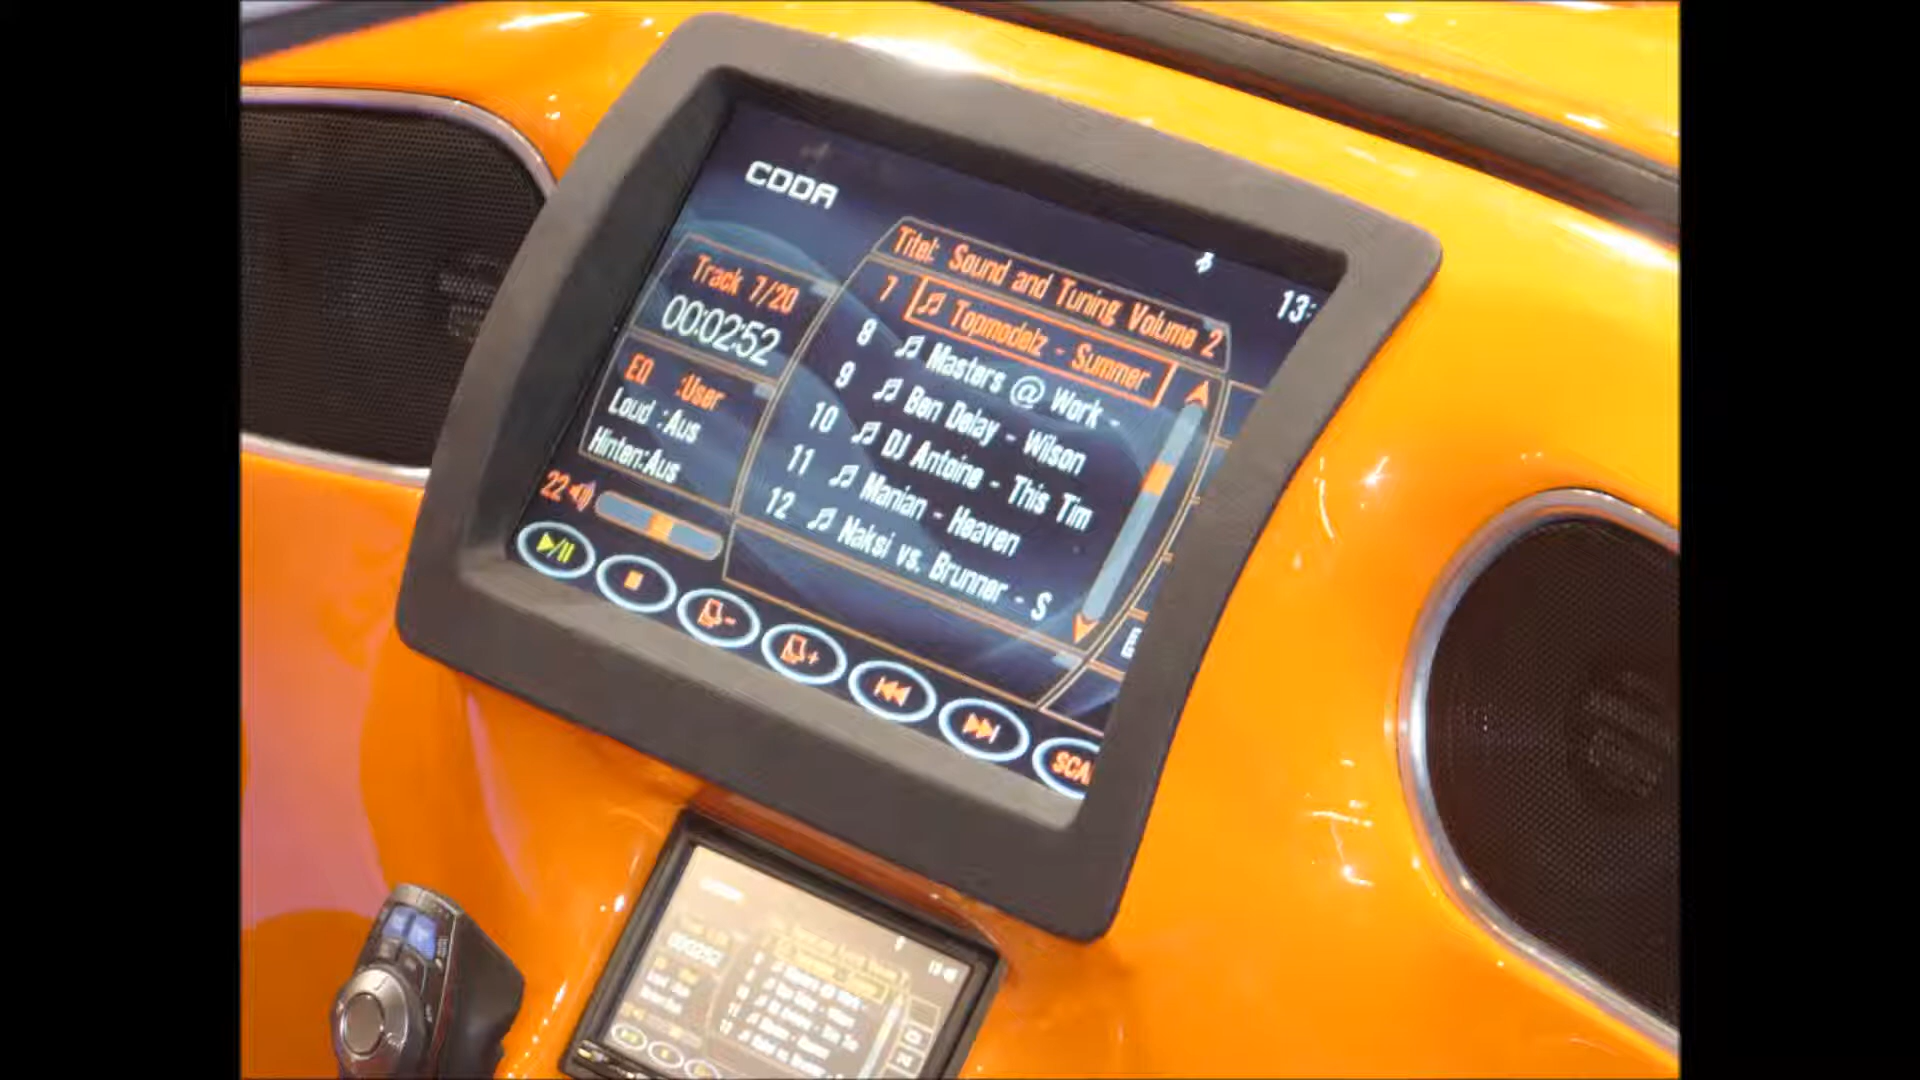 CDDA
13:
Titel: Sound and Tuning Volume 2
Track 7/20
00:02:52
EQ :User
Loud :Aus
Hinten:Aus
22
7 Topmodelz - Summer
8 Masters @ Work -
9 Ben Delay - Wilson
10 DJ Antoine - This Tim
11 Manian - Heaven
12 Naksi vs. Brunner - S
SCA